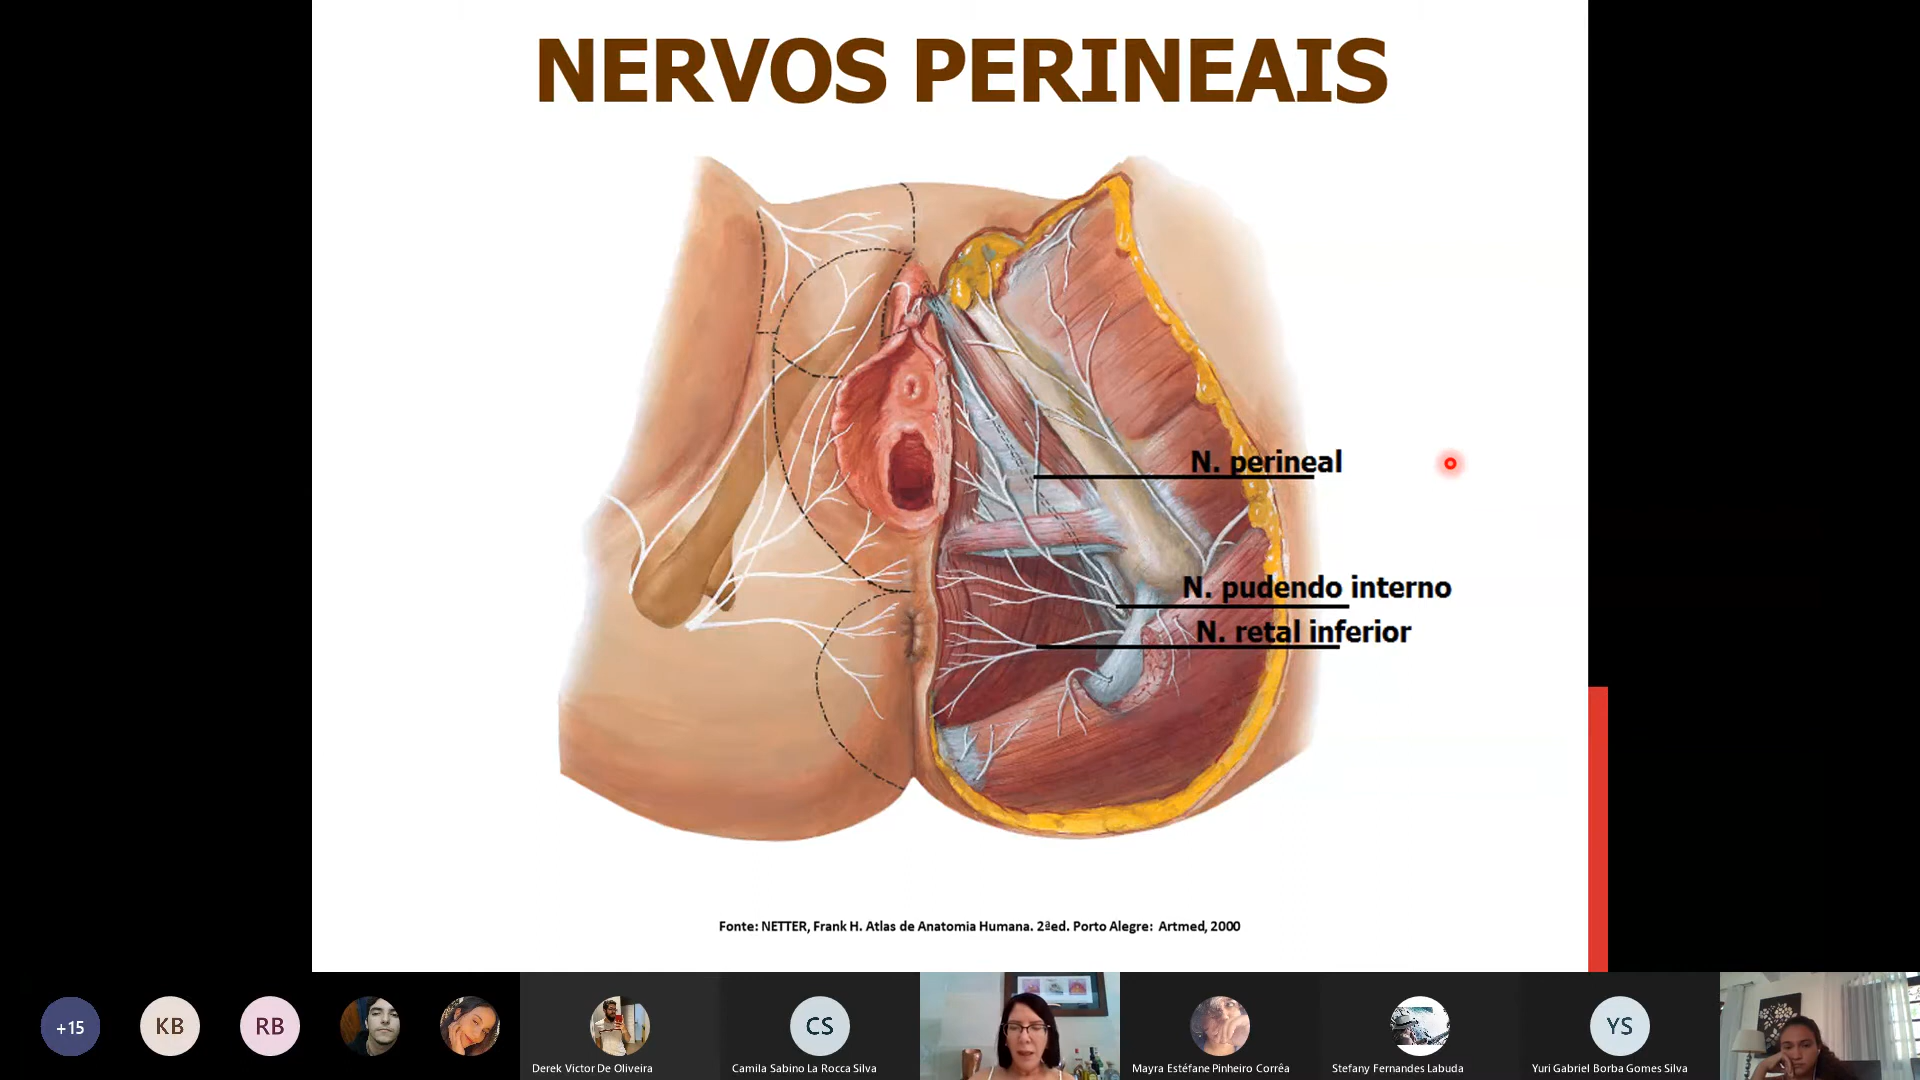 NERVOS PERINEAIS
N. perineal
N. pudendo interno
N. retal inferior
Fonte: NETTER, Frank H. Atlas de Anatomia Humana. 2ªed. Porto Alegre: Artmed, 2000
+15
KB
RB
Derek Victor De Oliveira
CS
Camila Sabino La Rocca Silva
Mayra Estéfane Pinheiro Corrêa
Stefany Fernandes Labuda
YS
Yuri Gabriel Borba Gomes Silva